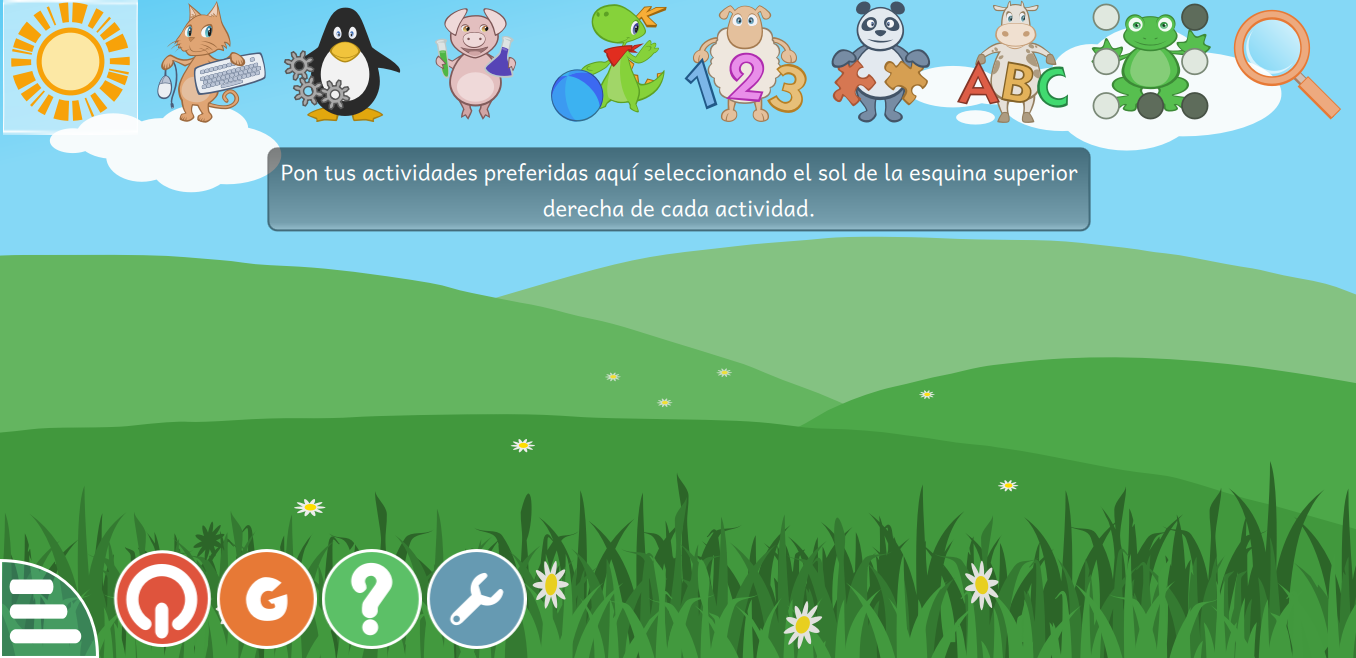 1 2 3
A B C
Pon tus actividades preferidas aquí seleccionando el sol de la esquina superior
derecha de cada actividad.
G
?